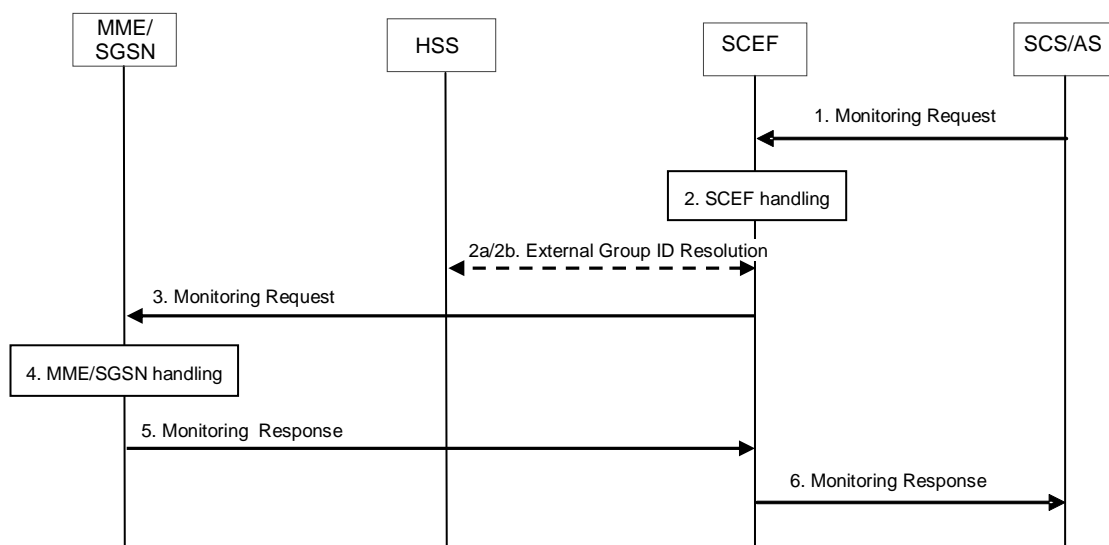 MME/
SGSN
HSS
SCEF
SCS/AS
1. Monitoring Request
2. SCEF handling
2a/2b. External Group ID Resolution
3. Monitoring Request
4. MME/SGSN handling
5. Monitoring Response
6. Monitoring Response